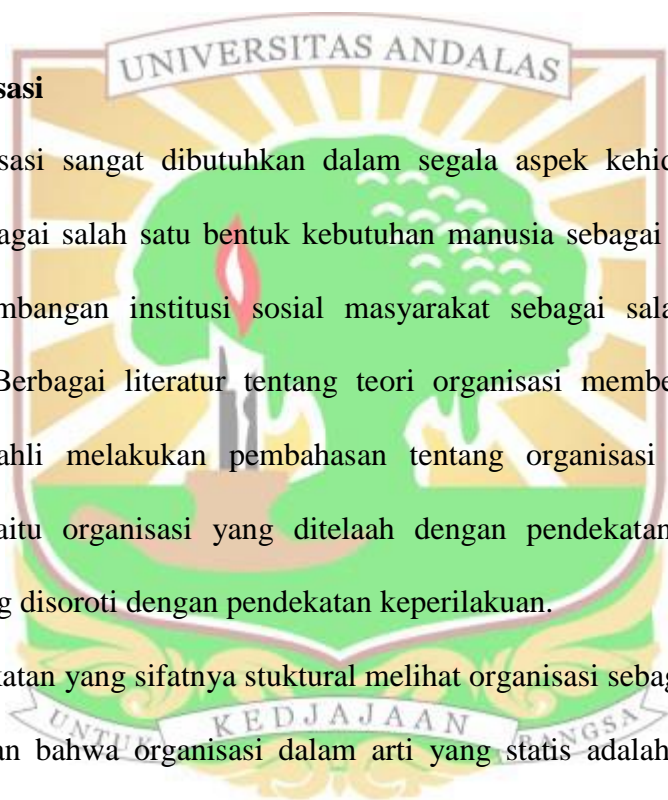 UNIVERSITAS ANDALAS
sasi
sasi sangat dibutuhkan dalam segala aspek kehid
agai salah satu bentuk kebutuhan manusia sebagai
mbangan institusi sosial masyarakat sebagai sala
Berbagai literatur tentang teori organisasi membe
ahli melakukan pembahasan tentang organisasi
aitu organisasi yang ditelaah dengan pendekatan
g disoroti dengan pendekatan keperilakuan.
katan yang sifatnya stuktural melihat organisasi sebag
UNTUK KEDJAJAAN BANGSA
an bahwa organisasi dalam arti yang statis adalah